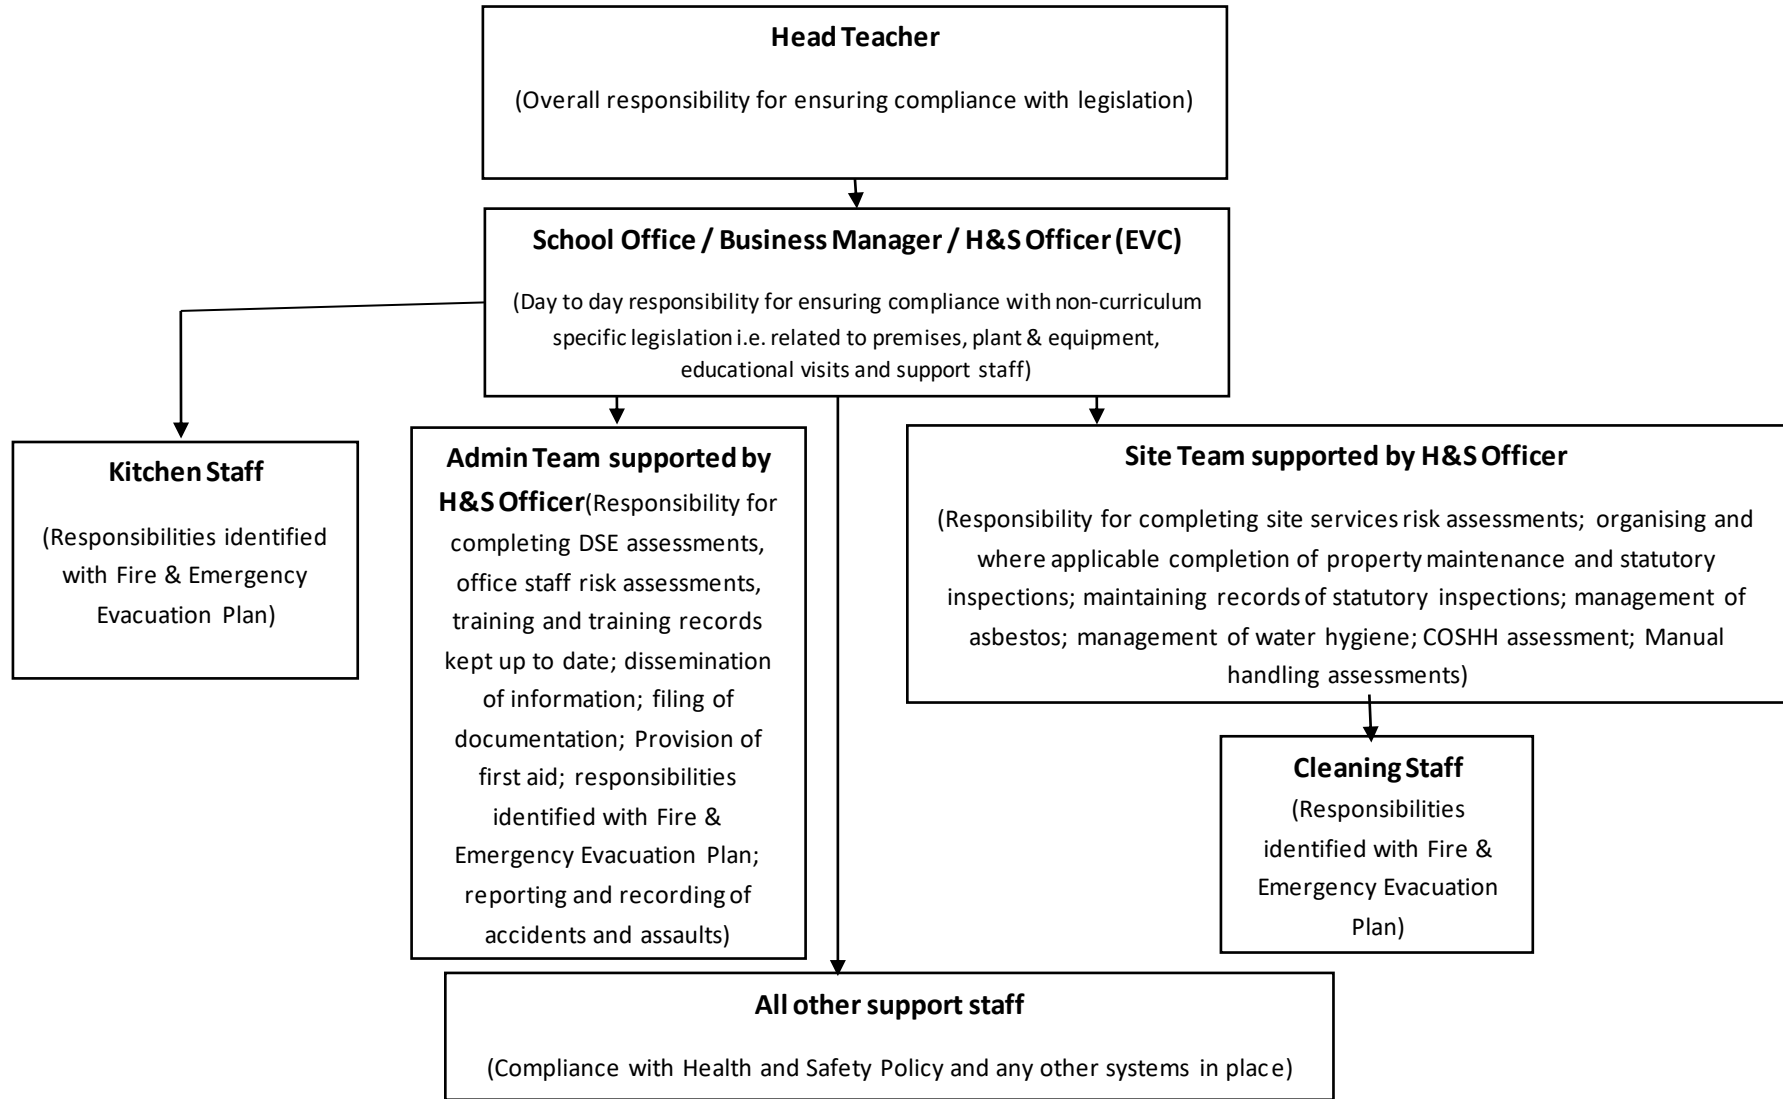 Head Teacher
(Overall responsibility for ensuring compliance with legislation)
School Office / Business Manager / H&S Officer (EVC)
(Day to day responsibility for ensuring compliance with non-curriculum
specific legislation i.e. related to premises, plant & equipment,
educational visits and support staff)
Kitchen Staff
(Responsibilities identified
with Fire & Emergency
Evacuation Plan)
Admin Team supported by
H&S Officer(Responsibility for
completing DSE assessments,
office staff risk assessments,
training and training records
kept up to date; dissemination
of information; filing of
documentation; Provision of
first aid; responsibilities
identified with Fire &
Emergency Evacuation Plan;
reporting and recording of
accidents and assaults)
Site Team supported by H&S Officer
(Responsibility for completing site services risk assessments; organising and
where applicable completion of property maintenance and statutory
inspections; maintaining records of statutory inspections; management of
asbestos; management of water hygiene; COSHH assessment; Manual
handling assessments)
Cleaning Staff
(Responsibilities
identified with Fire &
Emergency Evacuation
Plan)
All other support staff
(Compliance with Health and Safety Policy and any other systems in place)